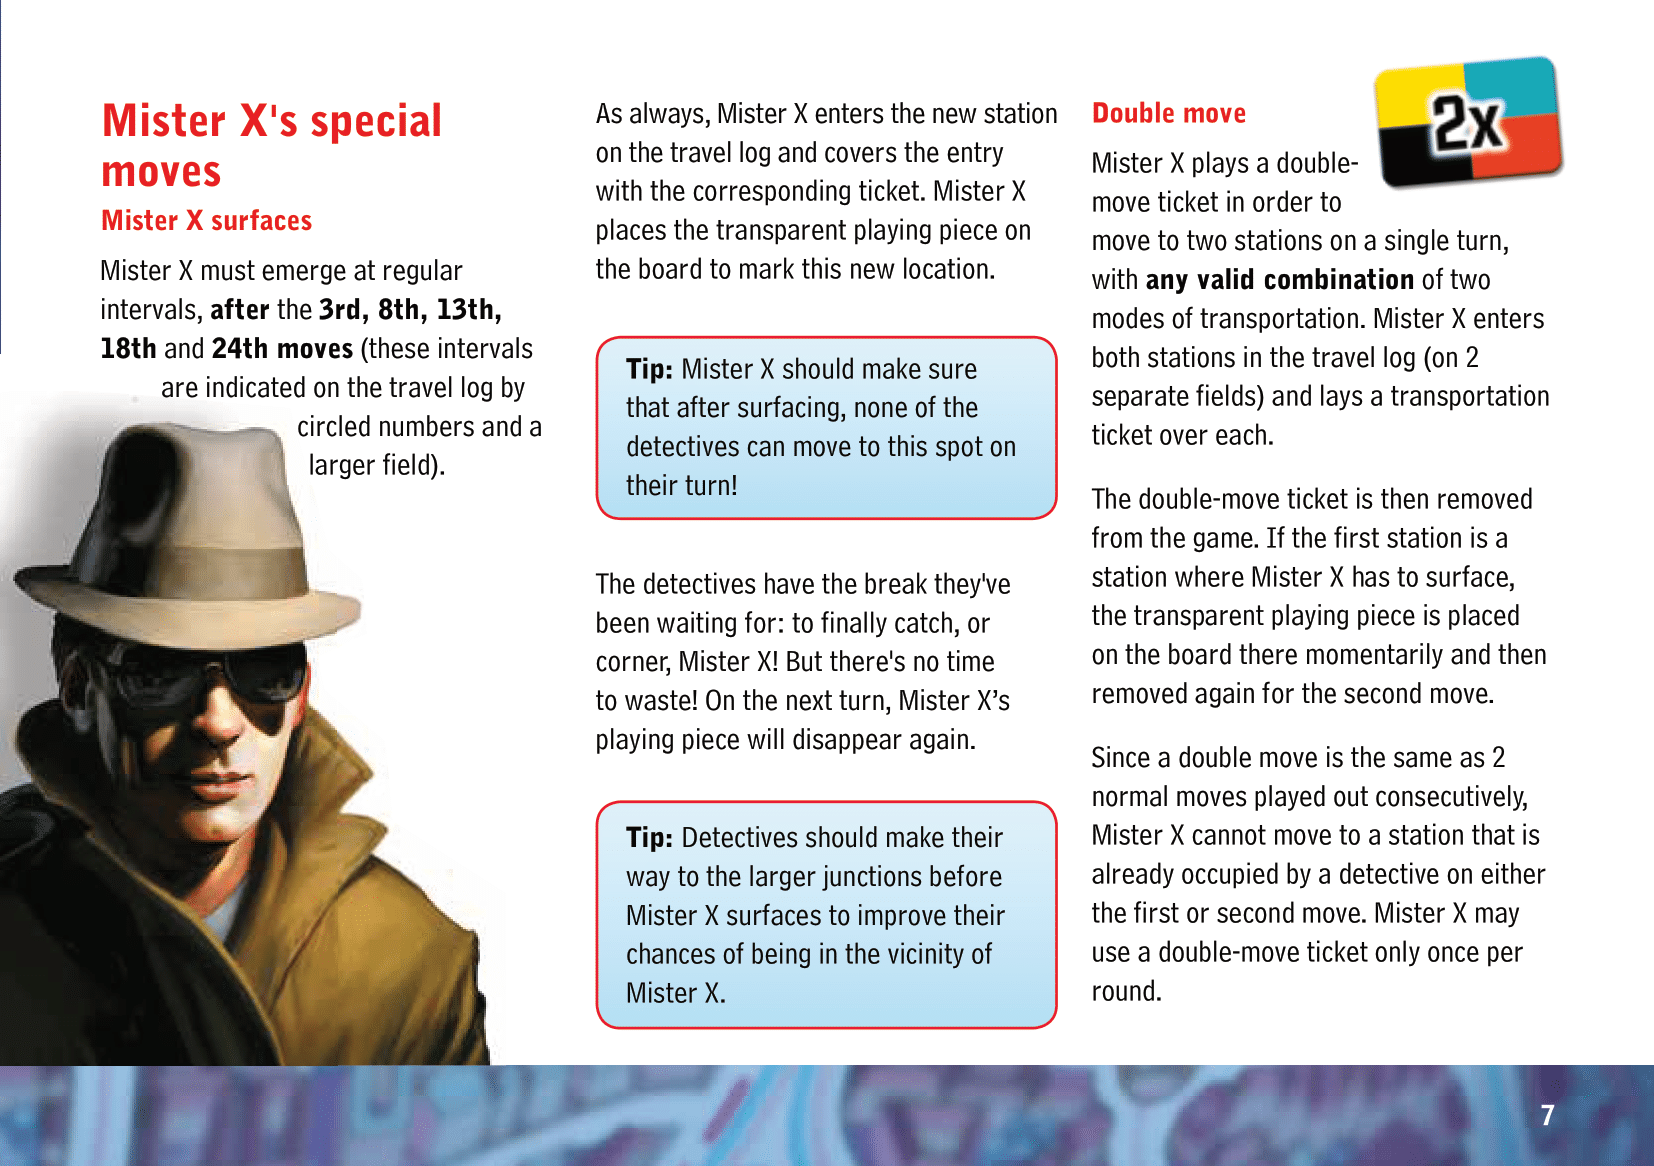 Mister X's special
moves
Mister X surfaces
Mister X must emerge at regular
intervals, after the 3rd, 8th, 13th,
18th and 24th moves (these intervals
are indicated on the travel log by
circled numbers and a
larger field).
As always, Mister X enters the new station
on the travel log and covers the entry
with the corresponding ticket. Mister X
places the transparent playing piece on
the board to mark this new location.
Tip: Mister X should make sure
that after surfacing, none of the
detectives can move to this spot on
their turn!
The detectives have the break they've
been waiting for: to finally catch, or
corner, Mister X! But there's no time
to waste! On the next turn, Mister X’s
playing piece will disappear again.
Tip: Detectives should make their
way to the larger junctions before
Mister X surfaces to improve their
chances of being in the vicinity of
Mister X.
Double move
2x
Mister X plays a double-
move ticket in order to
move to two stations on a single turn,
with any valid combination of two
modes of transportation. Mister X enters
both stations in the travel log (on 2
separate fields) and lays a transportation
ticket over each.
The double-move ticket is then removed
from the game. If the first station is a
station where Mister X has to surface,
the transparent playing piece is placed
on the board there momentarily and then
removed again for the second move.
Since a double move is the same as 2
normal moves played out consecutively,
Mister X cannot move to a station that is
already occupied by a detective on either
the first or second move. Mister X may
use a double-move ticket only once per
round.
7